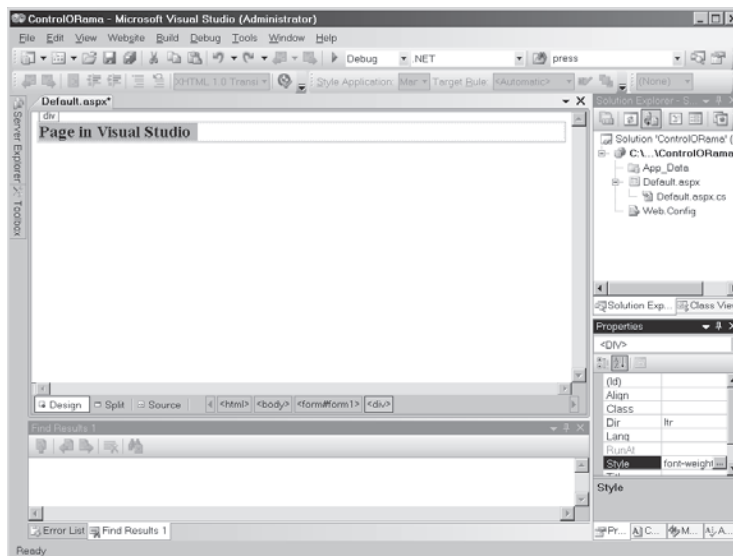 ControlORama - Microsoft Visual Studio (Administrator)
File Edit View Website Build Debug Tools Window Help
Debug .NET press
XHTML 1.0 Transi Style Application: Man Target Rule: <Automatic> (None)
Server Explorer Toolbox
Default.aspx*
div
Page in Visual Studio
Design Split Source <html> <body> <form#form1> <div>
Find Results 1
Error List Find Results 1
Ready
Solution Explorer - S...
Solution 'ControlORama' (
C:\...\ControlORama
App_Data
Default.aspx
Default.aspx.cs
Web.Config
Solution Exp... Class View
Properties
<DIV>
(Id)
Align
Class
Dir ltr
Lang
RunAt
Style font-weight ...
Style
Pr... C... M... A...